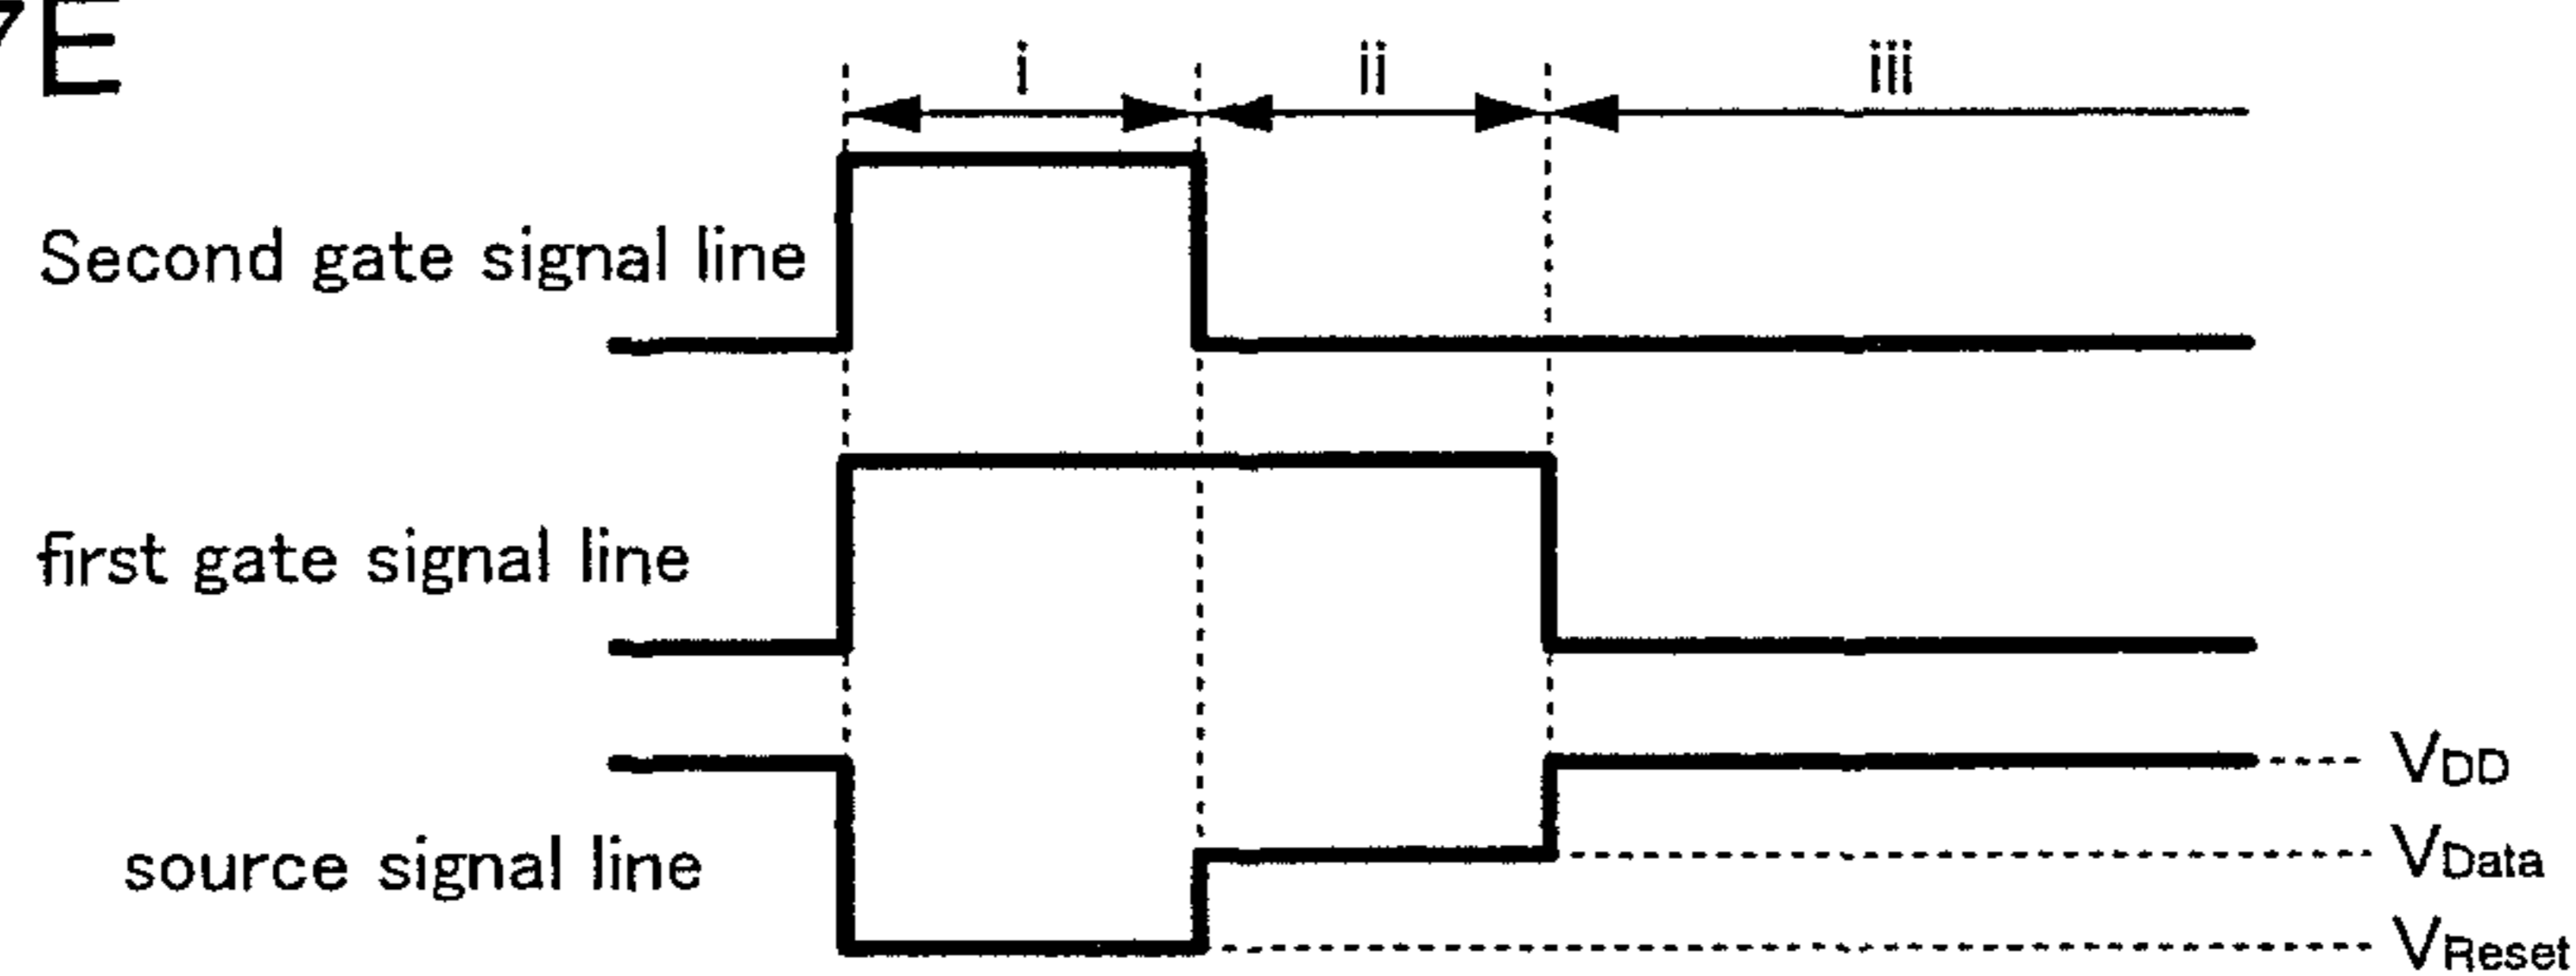 7E
i ii iii
Second gate signal line
first gate signal line
VDD
source signal line
VData
VReset